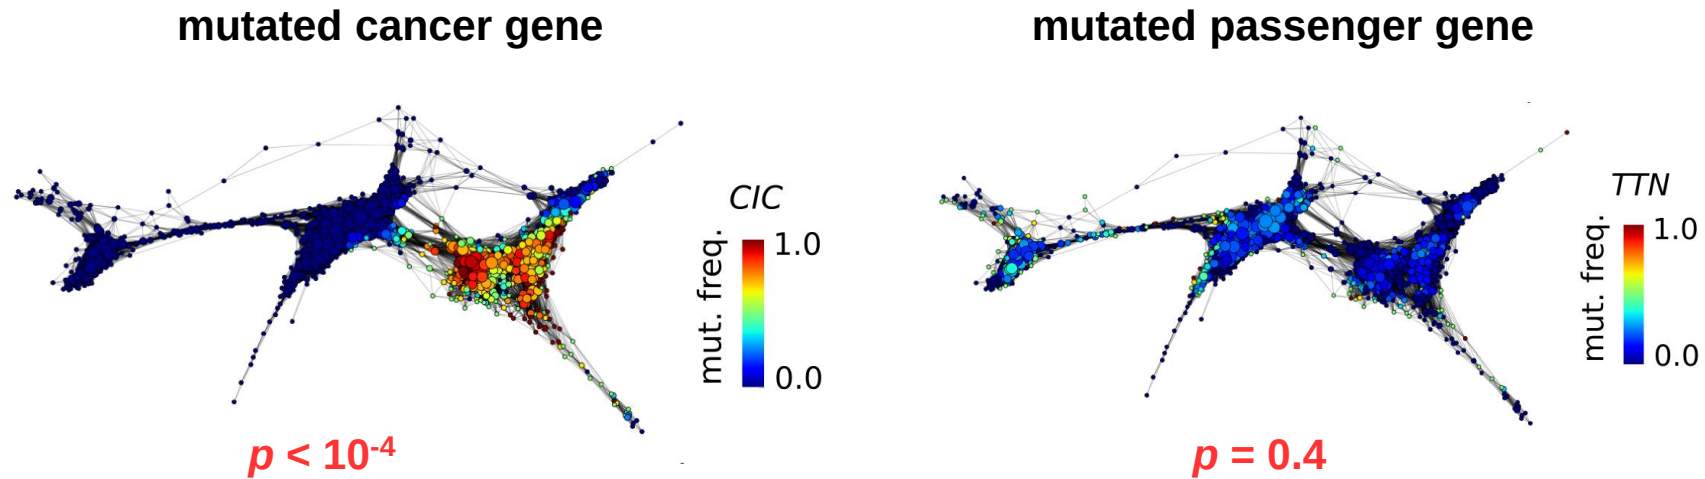 mutated cancer gene
CIC
mut. freq.
1.0
0.0
p < 10⁻⁴
mutated passenger gene
TTN
mut. freq.
1.0
0.0
p = 0.4